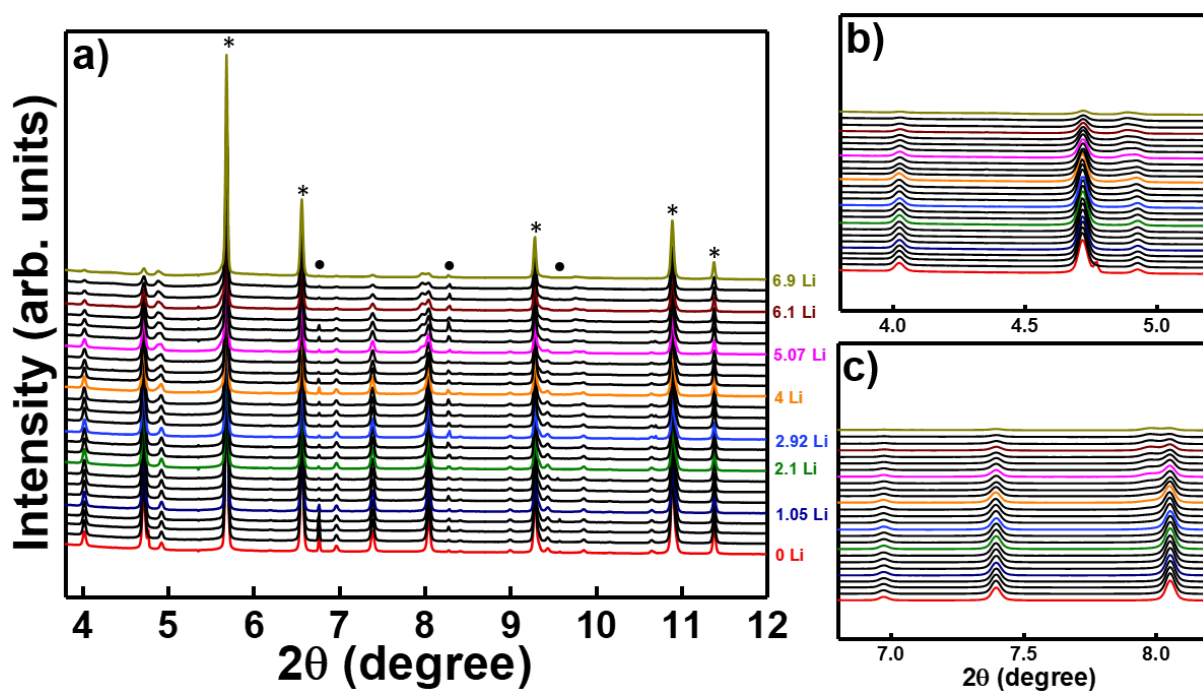 a)
Intensity (arb. units)
*
*
*
*
*
●
●
●
6.9 Li
6.1 Li
5.07 Li
4 Li
2.92 Li
2.1 Li
1.05 Li
0 Li
4 5 6 7 8 9 10 11 12
2θ (degree)
b)
4.0 4.5 5.0
c)
7.0 7.5 8.0
2θ (degree)